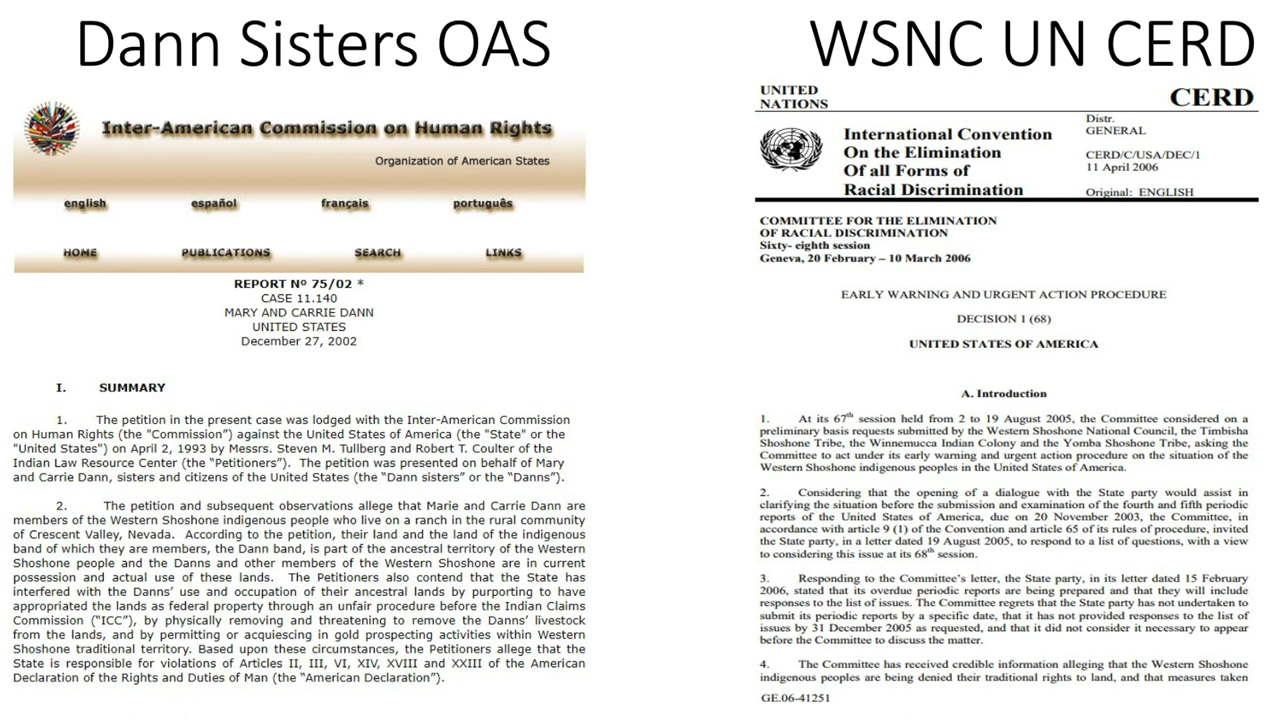 Dann Sisters OAS
Inter-American Commission on Human Rights
Organization of American States
english español français português
HOME PUBLICATIONS SEARCH LINKS
REPORT Nº 75/02 *
CASE 11.140
MARY AND CARRIE DANN
UNITED STATES
December 27, 2002
I. SUMMARY
1. The petition in the present case was lodged with the Inter-American Commission
on Human Rights (the "Commission") against the United States of America (the "State" or the
"United States") on April 2, 1993 by Messrs. Steven M. Tullberg and Robert T. Coulter of the
Indian Law Resource Center (the “Petitioners”). The petition was presented on behalf of Mary
and Carrie Dann, sisters and citizens of the United States (the “Dann sisters” or the “Danns”).
2. The petition and subsequent observations allege that Marie and Carrie Dann are
members of the Western Shoshone indigenous people who live on a ranch in the rural community
of Crescent Valley, Nevada. According to the petition, their land and the land of the indigenous
band of which they are members, the Dann band, is part of the ancestral territory of the Western
Shoshone people and the Danns and other members of the Western Shoshone are in current
possession and actual use of these lands. The Petitioners also contend that the State has
interfered with the Danns’ use and occupation of their ancestral lands by purporting to have
appropriated the lands as federal property through an unfair procedure before the Indian Claims
Commission (“ICC”), by physically removing and threatening to remove the Danns’ livestock
from the lands, and by permitting or acquiescing in gold prospecting activities within Western
Shoshone traditional territory. Based upon these circumstances, the Petitioners allege that the
State is responsible for violations of Articles II, III, VI, XIV, XVIII and XXIII of the American
Declaration of the Rights and Duties of Man (the “American Declaration”).
WSNC UN CERD
UNITED
NATIONS
CERD
International Convention
On the Elimination
Of all Forms of
Racial Discrimination
Distr.
GENERAL
CERD/C/USA/DEC/1
11 April 2006
Original: ENGLISH
COMMITTEE FOR THE ELIMINATION
OF RACIAL DISCRIMINATION
Sixty- eighth session
Geneva, 20 February – 10 March 2006
EARLY WARNING AND URGENT ACTION PROCEDURE
DECISION 1 (68)
UNITED STATES OF AMERICA
A. Introduction
1. At its 67th session held from 2 to 19 August 2005, the Committee considered on a
preliminary basis requests submitted by the Western Shoshone National Council, the Timbisha
Shoshone Tribe, the Winnemucca Indian Colony and the Yomba Shoshone Tribe, asking the
Committee to act under its early warning and urgent action procedure on the situation of the
Western Shoshone indigenous peoples in the United States of America.
2. Considering that the opening of a dialogue with the State party would assist in
clarifying the situation before the submission and examination of the fourth and fifth periodic
reports of the United States of America, due on 20 November 2003, the Committee, in
accordance with article 9 (1) of the Convention and article 65 of its rules of procedure, invited
the State party, in a letter dated 19 August 2005, to respond to a list of questions, with a view
to considering this issue at its 68th session.
3. Responding to the Committee’s letter, the State party, in its letter dated 15 February
2006, stated that its overdue periodic reports are being prepared and that they will include
responses to the list of issues. The Committee regrets that the State party has not undertaken to
submit its periodic reports by a specific date, that it has not provided responses to the list of
issues by 31 December 2005 as requested, and that it did not consider it necessary to appear
before the Committee to discuss the matter.
4. The Committee has received credible information alleging that the Western Shoshone
indigenous peoples are being denied their traditional rights to land, and that measures taken
GE.06-41251